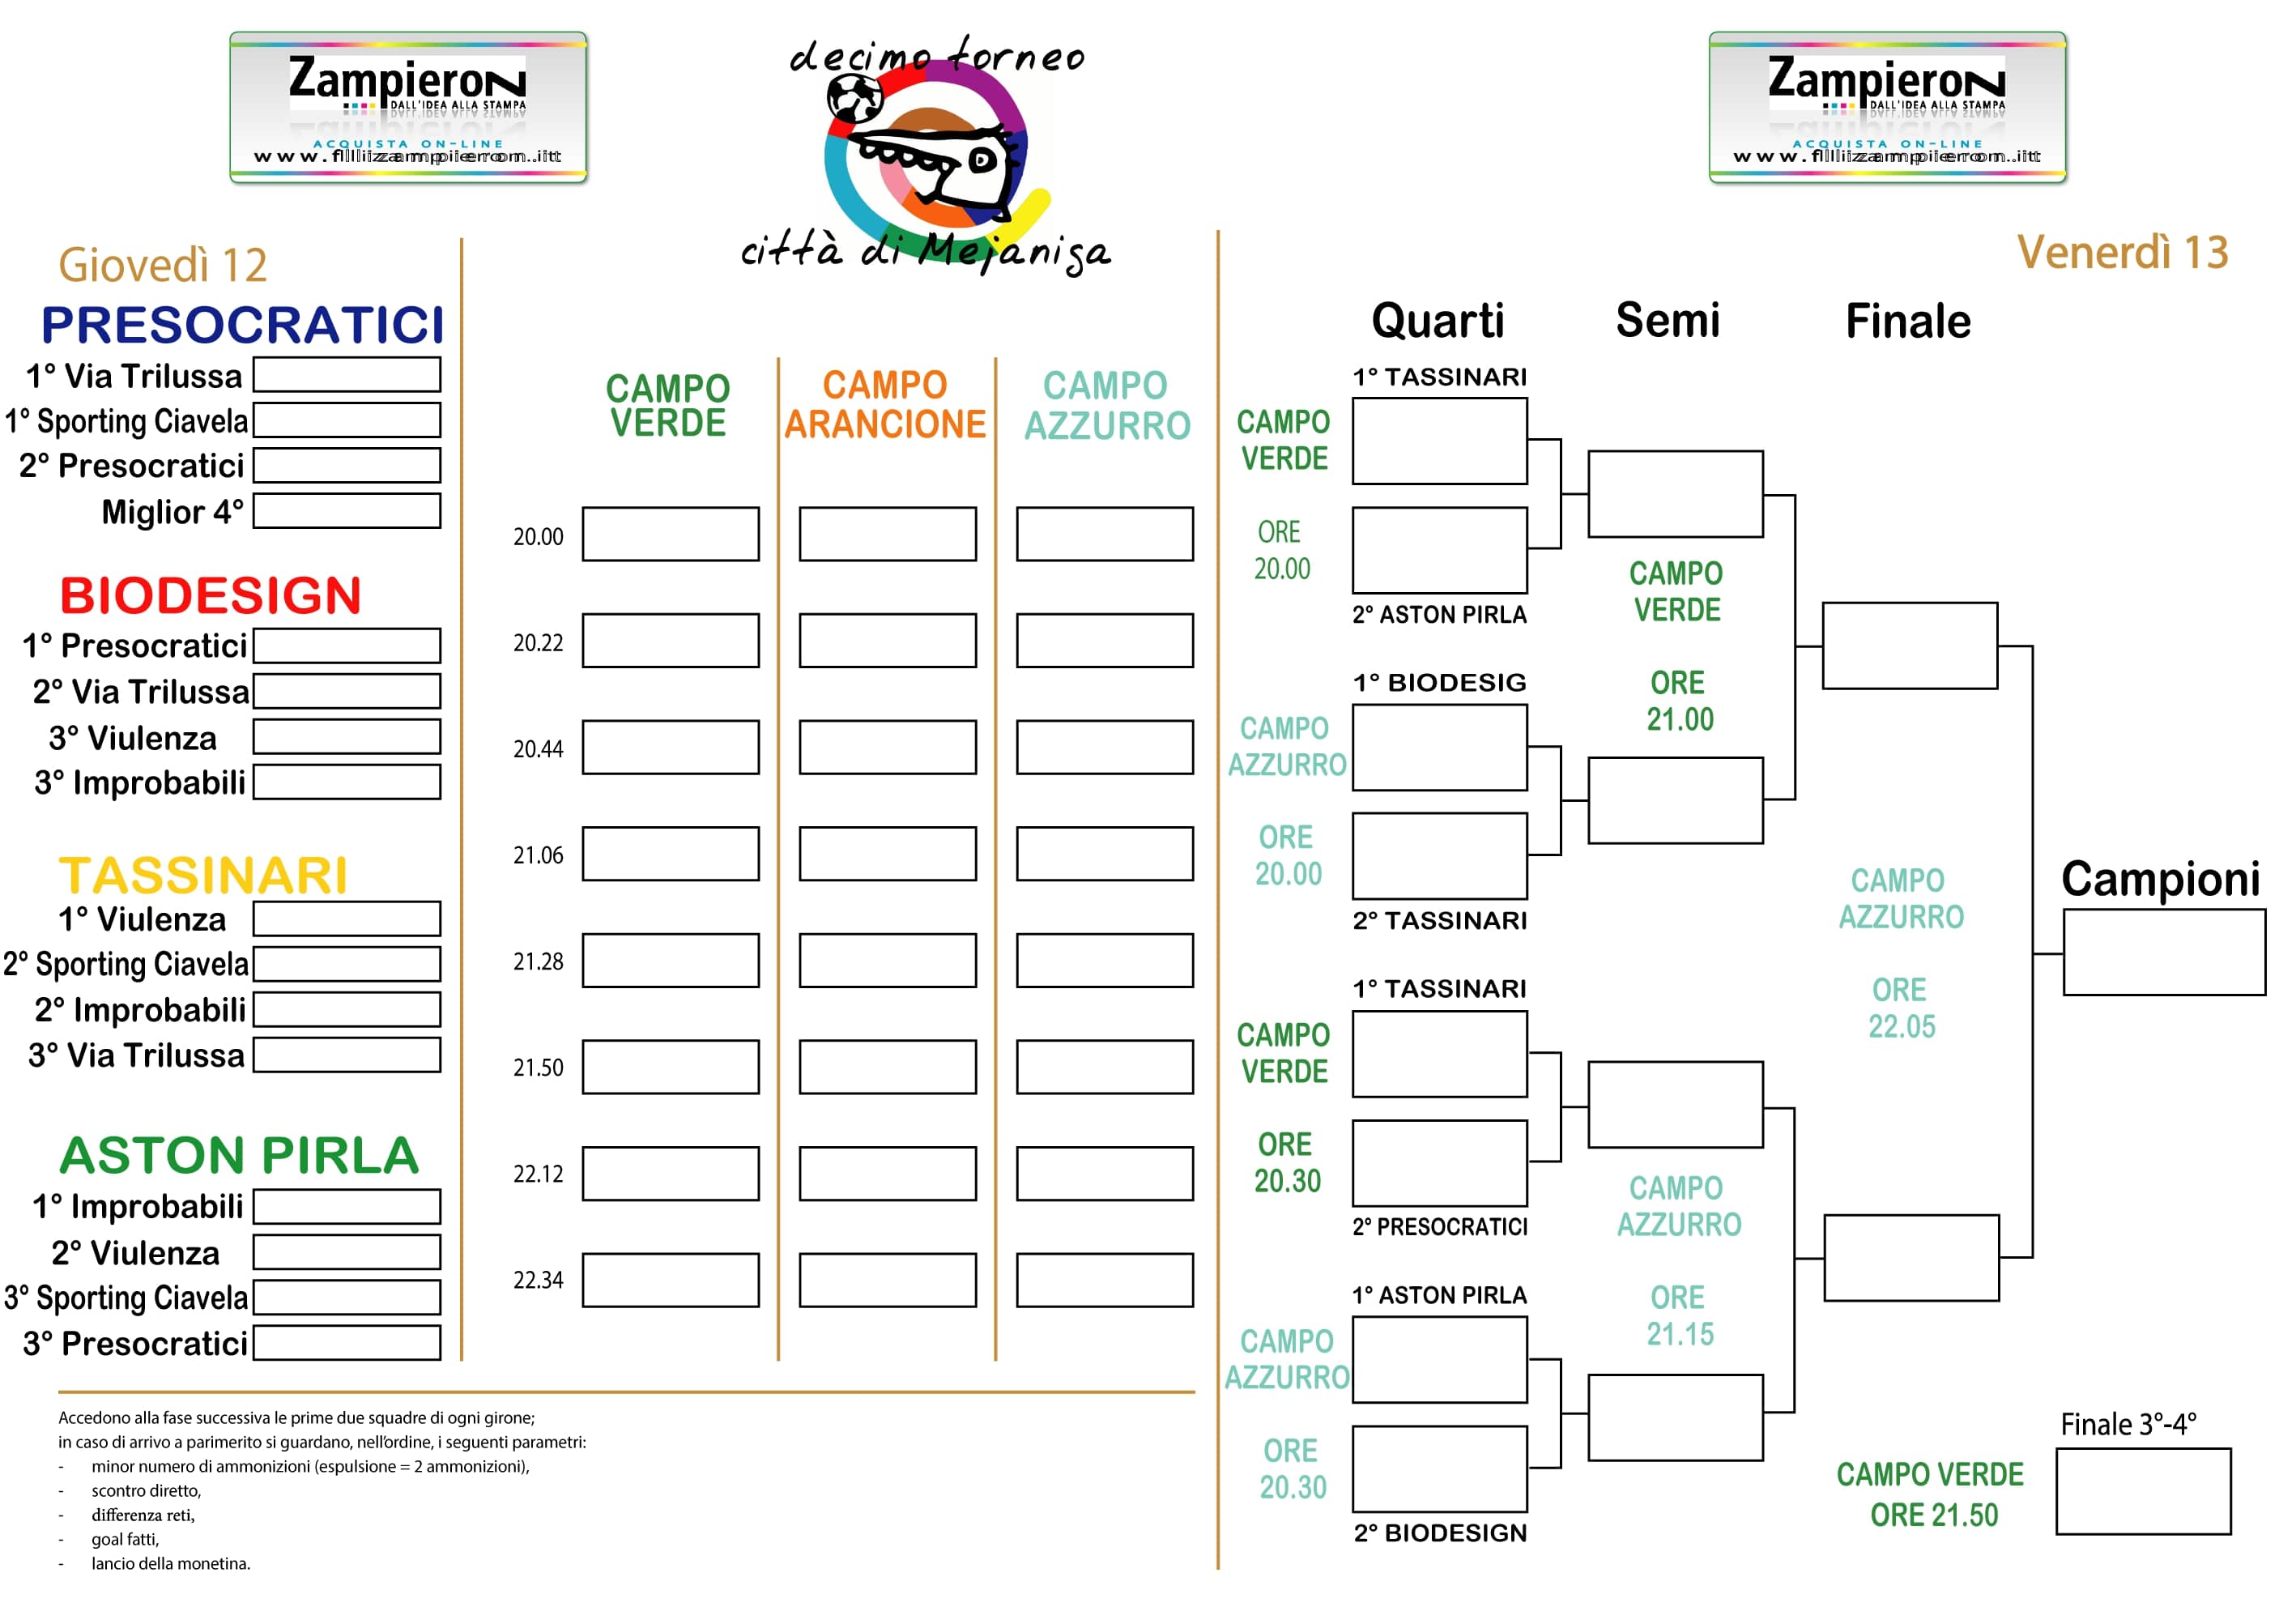 Zampieron
DALL'IDEA ALLA STAMPA
ACQUISTA ON-LINE
decimo torneo
città di Mejaniga
Zampieron
DALL'IDEA ALLA STAMPA
ACQUISTA ON-LINE
Giovedì 12
PRESOCRATICI
1° Via Trilussa
1° Sporting Ciavela
2° Presocratici
Miglior 4°
BIODESIGN
1° Presocratici
2° Via Trilussa
3° Viulenza
3° Improbabili
TASSINARI
1° Viulenza
2° Sporting Ciavela
2° Improbabili
3° Via Trilussa
ASTON PIRLA
1° Improbabili
2° Viulenza
3° Sporting Ciavela
3° Presocratici
CAMPO
VERDE
CAMPO
ARANCIONE
CAMPO
AZZURRO
20.00
20.22
20.44
21.06
21.28
21.50
22.12
22.34
Accedono alla fase successiva le prime due squadre di ogni girone;
in caso di arrivo a parimerito si guardano, nell'ordine, i seguenti parametri:
- minor numero di ammonizioni (espulsione = 2 ammonizioni),
- scontro diretto,
- differenza reti,
- goal fatti,
- lancio della monetina.
Venerdì 13
Quarti
Semi
Finale
1° TASSINARI
CAMPO
VERDE
ORE
20.00
2° ASTON PIRLA
1° BIODESIG
CAMPO
AZZURRO
ORE
20.00
2° TASSINARI
1° TASSINARI
CAMPO
VERDE
ORE
20.30
2° PRESOCRATICI
1° ASTON PIRLA
CAMPO
AZZURRO
ORE
20.30
2° BIODESIGN
CAMPO
VERDE
ORE
21.00
CAMPO
AZZURRO
ORE
21.15
CAMPO
AZZURRO
ORE
22.05
Campioni
Finale 3°-4°
CAMPO VERDE
ORE 21.50